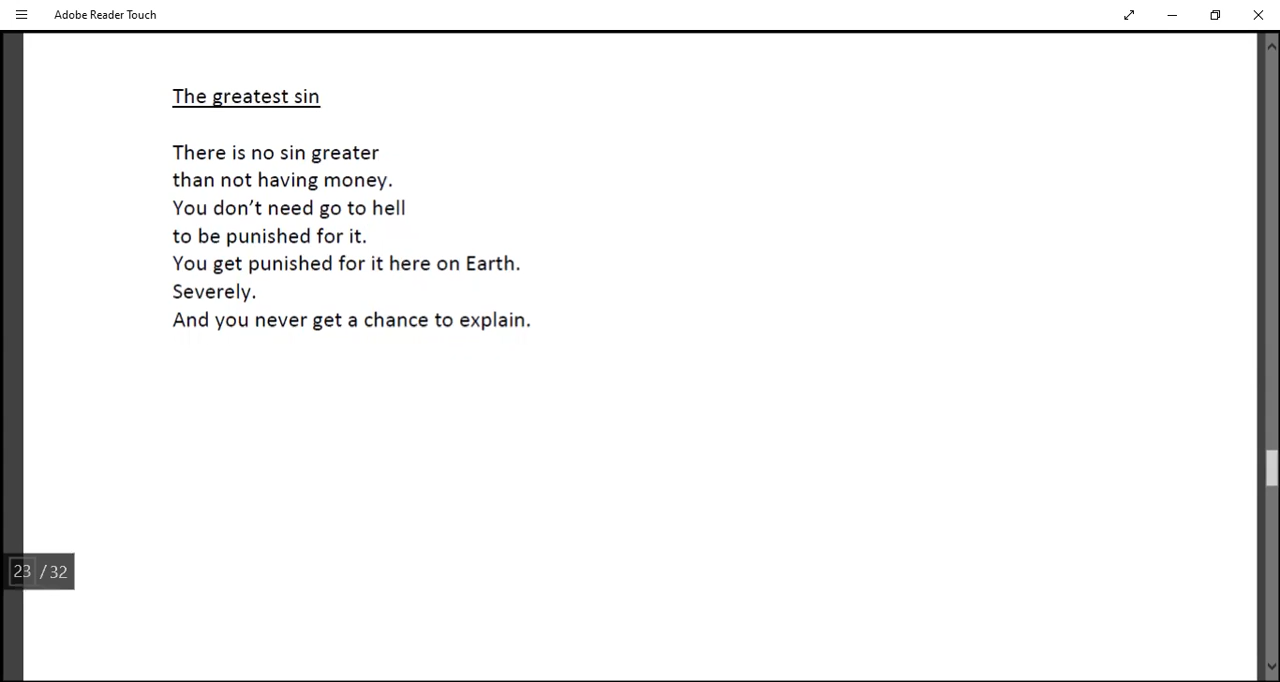 Adobe Reader Touch
The greatest sin
There is no sin greater
than not having money.
You don’t need go to hell
to be punished for it.
You get punished for it here on Earth.
Severely.
And you never get a chance to explain.
23 / 32